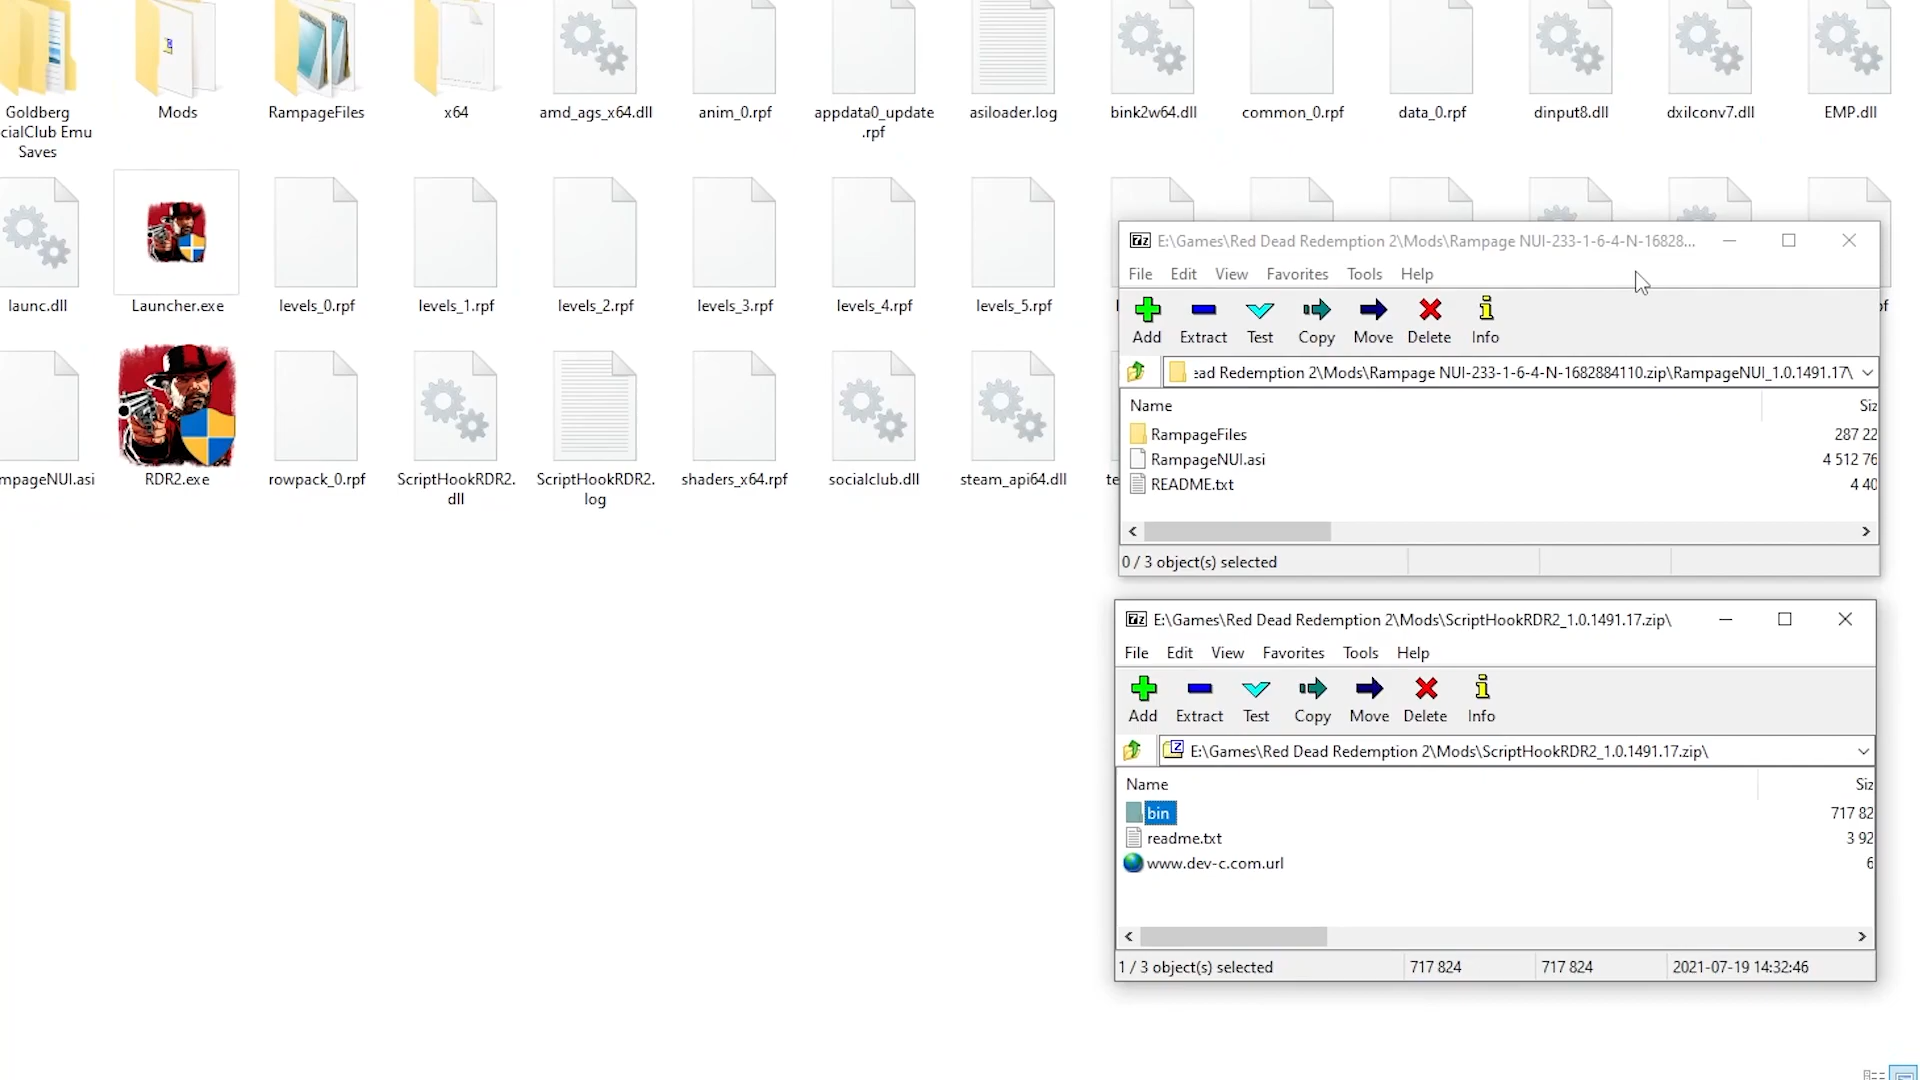 Goldberg
cialClub Emu
Saves
Mods
RampageFiles
x64
amd_ags_x64.dll
anim_0.rpf
appdata0_update
.rpf
asiloader.log
bink2w64.dll
common_0.rpf
data_0.rpf
dinput8.dll
dxilconv7.dll
EMP.dll
launc.dll
Launcher.exe
levels_0.rpf
levels_1.rpf
levels_2.rpf
levels_3.rpf
levels_4.rpf
levels_5.rpf
mpageNUI.asi
RDR2.exe
rowpack_0.rpf
ScriptHookRDR2.
dll
ScriptHookRDR2.
log
shaders_x64.rpf
socialclub.dll
steam_api64.dll
te
E:\Games\Red Dead Redemption 2\Mods\Rampage NUI-233-1-6-4-N-16828...
File Edit View Favorites Tools Help
Add Extract Test Copy Move Delete Info
ead Redemption 2\Mods\Rampage NUI-233-1-6-4-N-1682884110.zip\RampageNUI_1.0.1491.17\
Name Siz
RampageFiles 287 22
RampageNUI.asi 4 512 76
README.txt 4 40
0 / 3 object(s) selected
E:\Games\Red Dead Redemption 2\Mods\ScriptHookRDR2_1.0.1491.17.zip\
File Edit View Favorites Tools Help
Add Extract Test Copy Move Delete Info
E:\Games\Red Dead Redemption 2\Mods\ScriptHookRDR2_1.0.1491.17.zip\
Name Siz
bin 717 82
readme.txt 3 92
www.dev-c.com.url 6
1 / 3 object(s) selected 717 824 717 824 2021-07-19 14:32:46